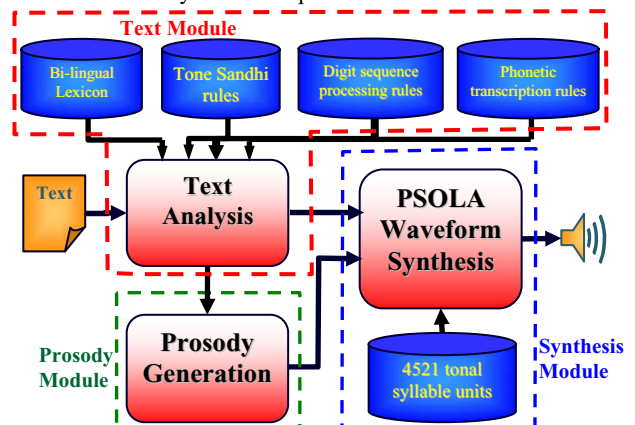 Text Module
Bi-lingual
Lexicon
Tone Sandhi
rules
Digit sequence
processing rules
Phonetic
transcription rules
Text
Text
Analysis
PSOLA
Waveform
Synthesis
Prosody
Module
Prosody
Generation
4521 tonal
syllable units
Synthesis
Module